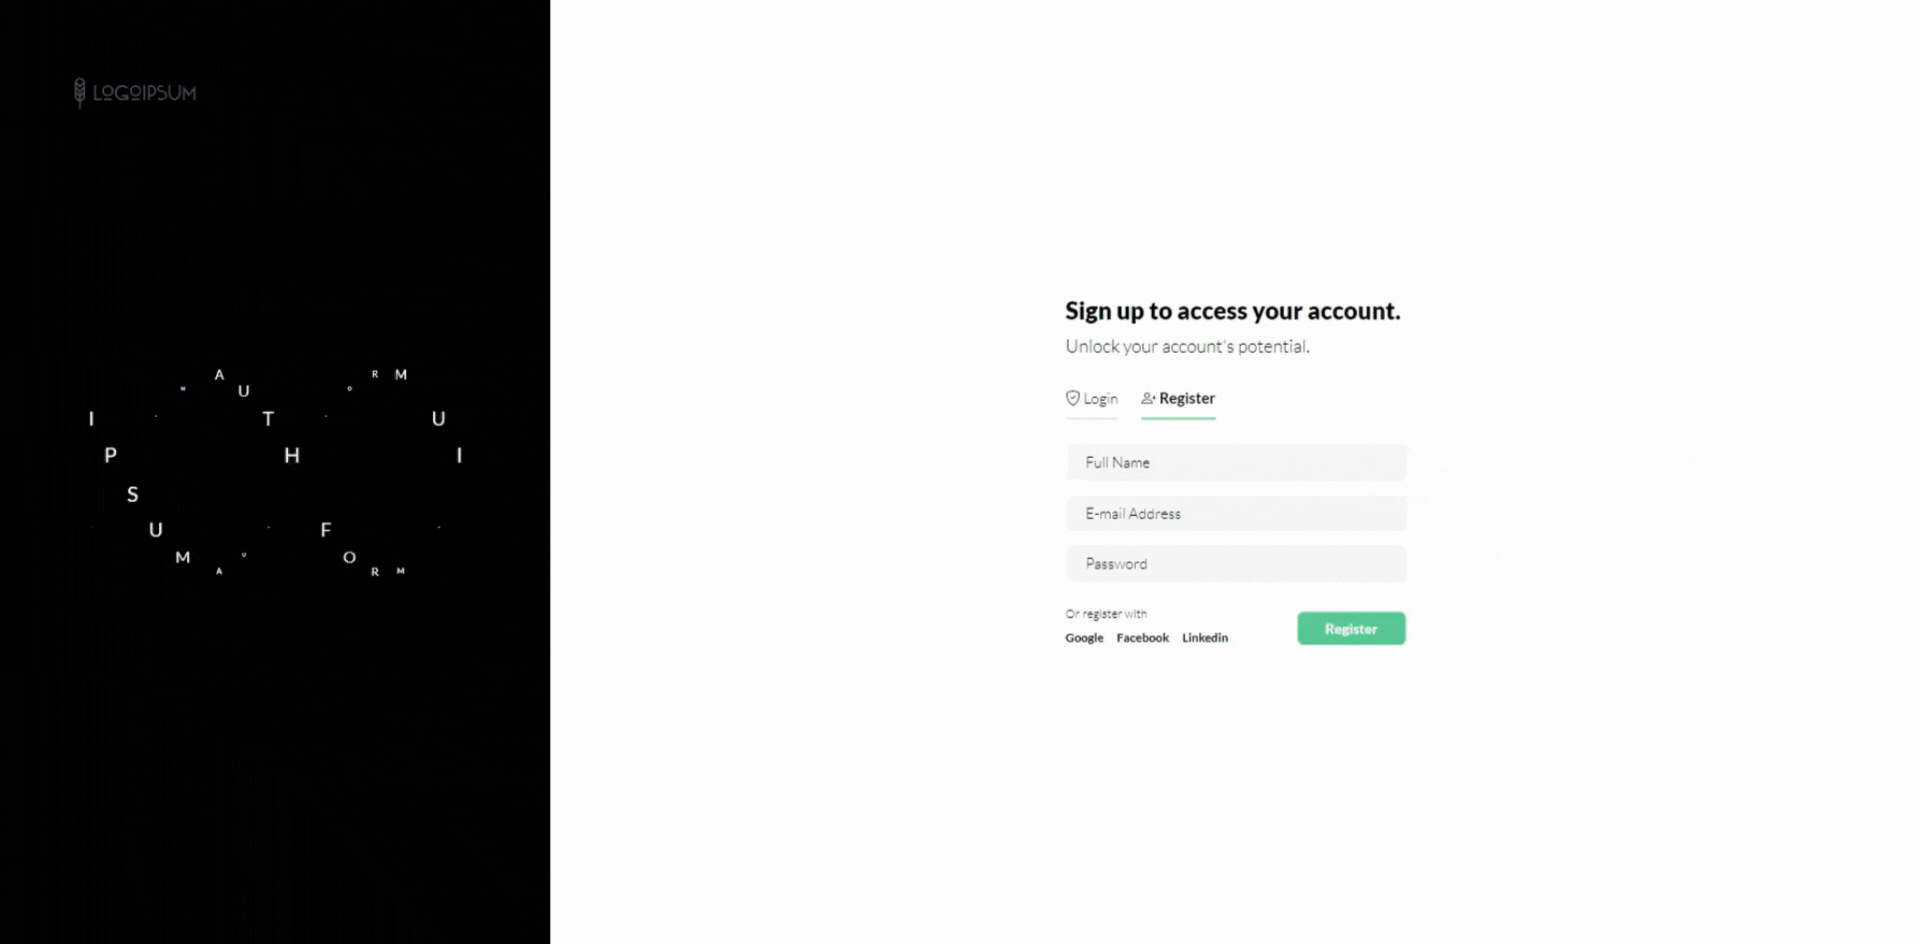 LOGOIPSUM
A R M
M U O
I T U
P H I
S
U F
M U O
A R M
Sign up to access your account.
Unlock your account's potential.
Login Register
Full Name
E-mail Address
Password
Or register with
Google Facebook Linkedin
Register